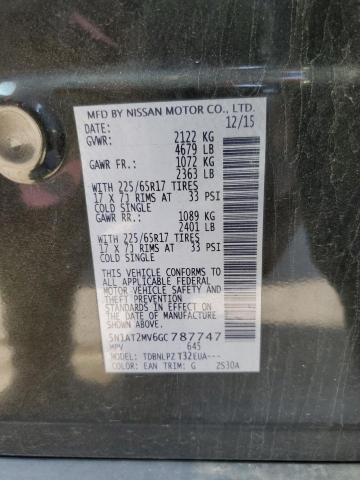 MFD BY NISSAN MOTOR CO., LTD.
DATE: 12/15
GVWR: 2122 KG
4679 LB
GAWR FR.: 1072 KG
2363 LB
WITH 225/65R17 TIRES
17 X 7J RIMS AT 33 PSI
COLD SINGLE
GAWR RR.: 1089 KG
2401 LB
WITH 225/65R17 TIRES
17 X 7J RIMS AT 33 PSI
COLD SINGLE
THIS VEHICLE CONFORMS TO
ALL APPLICABLE FEDERAL
MOTOR VEHICLE SAFETY AND
THEFT PREVENTION
STANDARDS IN EFFECT ON
THE DATE OF MANUFACTURE
SHOWN ABOVE.
5N1AT2MV6GC787747
MPV 645
MODEL: TDBNLPZ T32EUA---
COLOR: EAN TRIM: G ZS30A